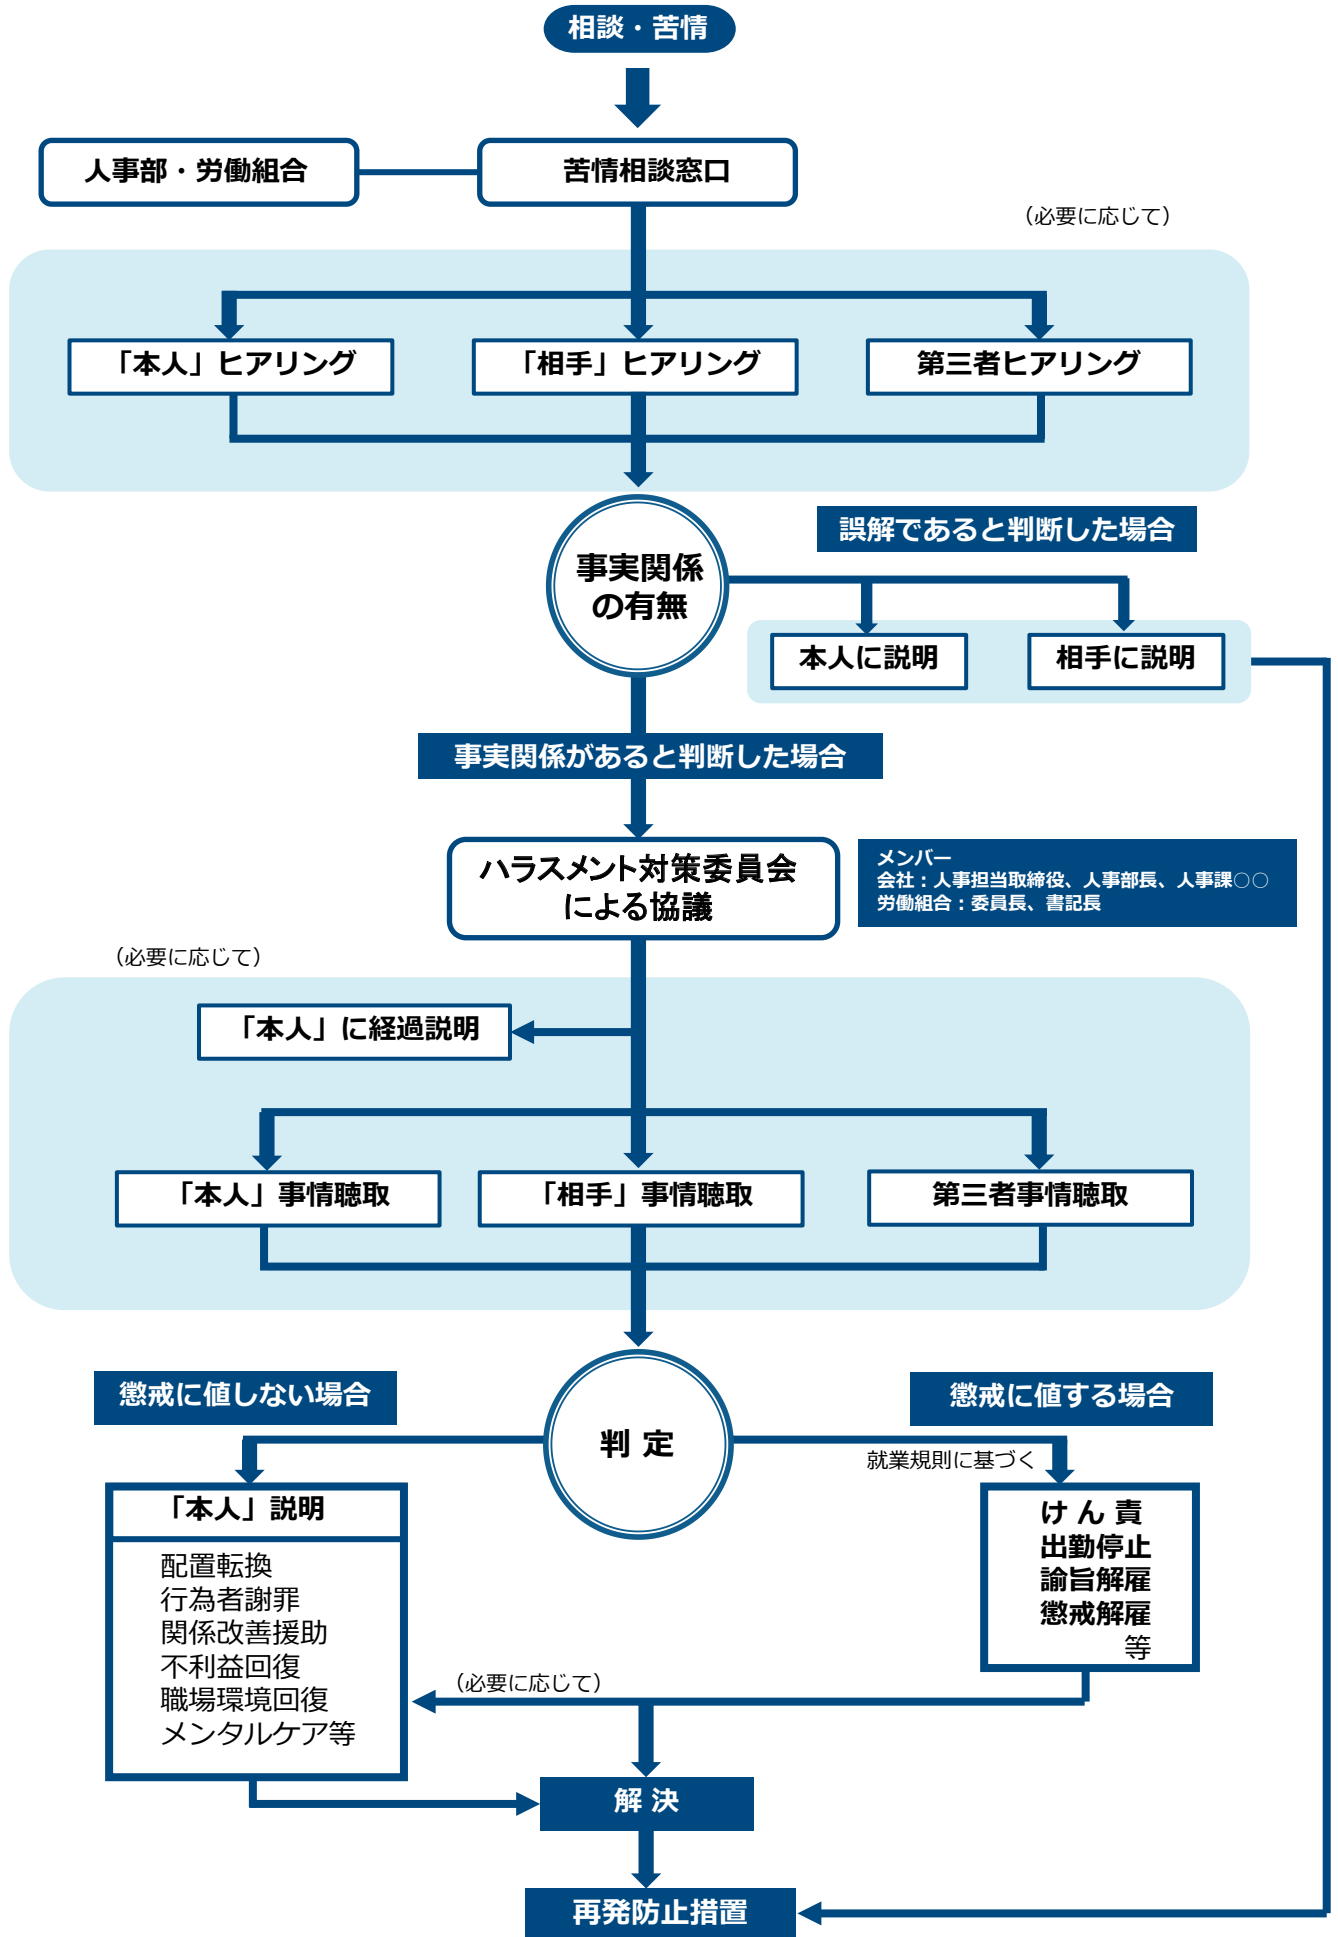 相談・苦情
人事部・労働組合
苦情相談窓口
（必要に応じて）
「本人」ヒアリング
「相手」ヒアリング
第三者ヒアリング
事実関係
の有無
誤解であると判断した場合
本人に説明
相手に説明
事実関係があると判断した場合
ハラスメント対策委員会
による協議
メンバー
会社：人事担当取締役、人事部長、人事課○○
労働組合：委員長、書記長
（必要に応じて）
「本人」に経過説明
「本人」事情聴取
「相手」事情聴取
第三者事情聴取
懲戒に値しない場合
判 定
懲戒に値する場合
就業規則に基づく
「本人」説明
配置転換
行為者謝罪
関係改善援助
不利益回復
職場環境回復
メンタルケア等
け ん 責
出勤停止
諭旨解雇
懲戒解雇
等
（必要に応じて）
解 決
再発防止措置